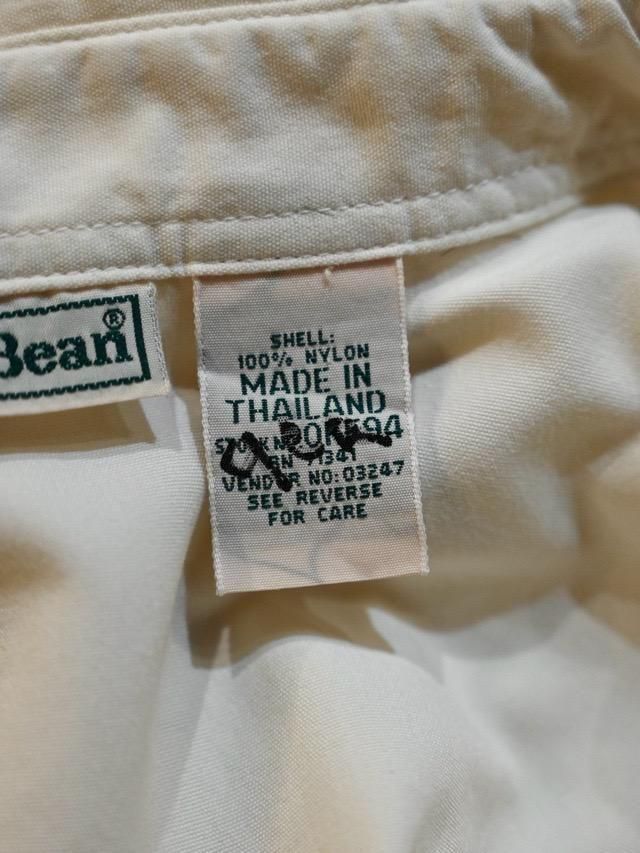 Bean®
SHELL:
100% NYLON
MADE IN
THAILAND
VENDOR NO: 03247
SEE REVERSE
FOR CARE